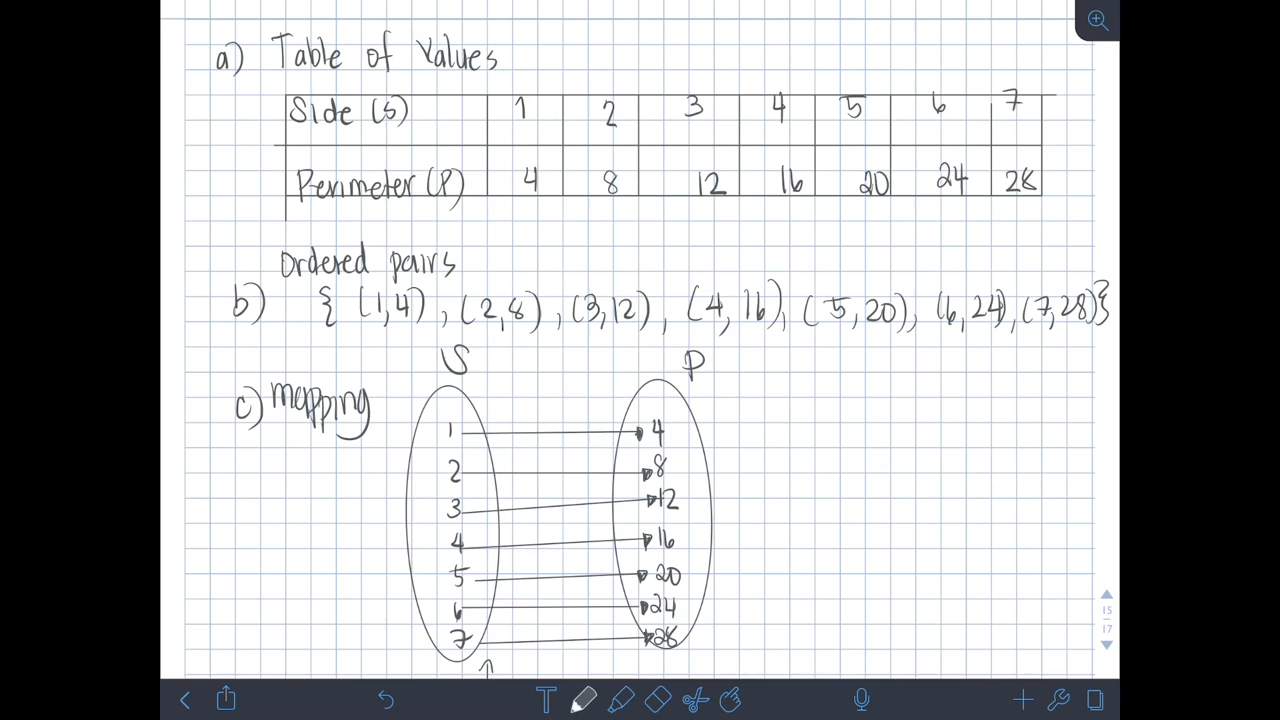 a) Table of Values
Side (S) 1 2 3 4 5 6 7
Perimeter (P) 4 8 12 16 20 24 28
Ordered pairs
b) { (1,4) , (2,8) , (3,12) , (4,16) , (5,20) , (6,24) , (7,28) }
S P
c) mapping
1 4
2 8
3 12
4 16
5 20
6 24
7 28
15
17
T